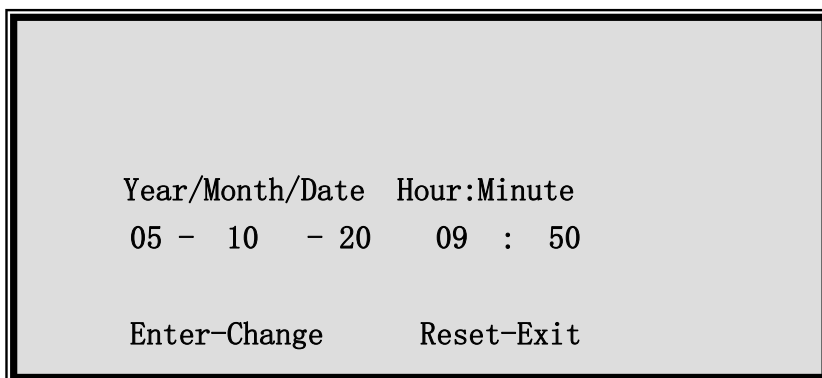 Year/Month/Date Hour:Minute
05 - 10 - 20 09 : 50
Enter-Change Reset-Exit